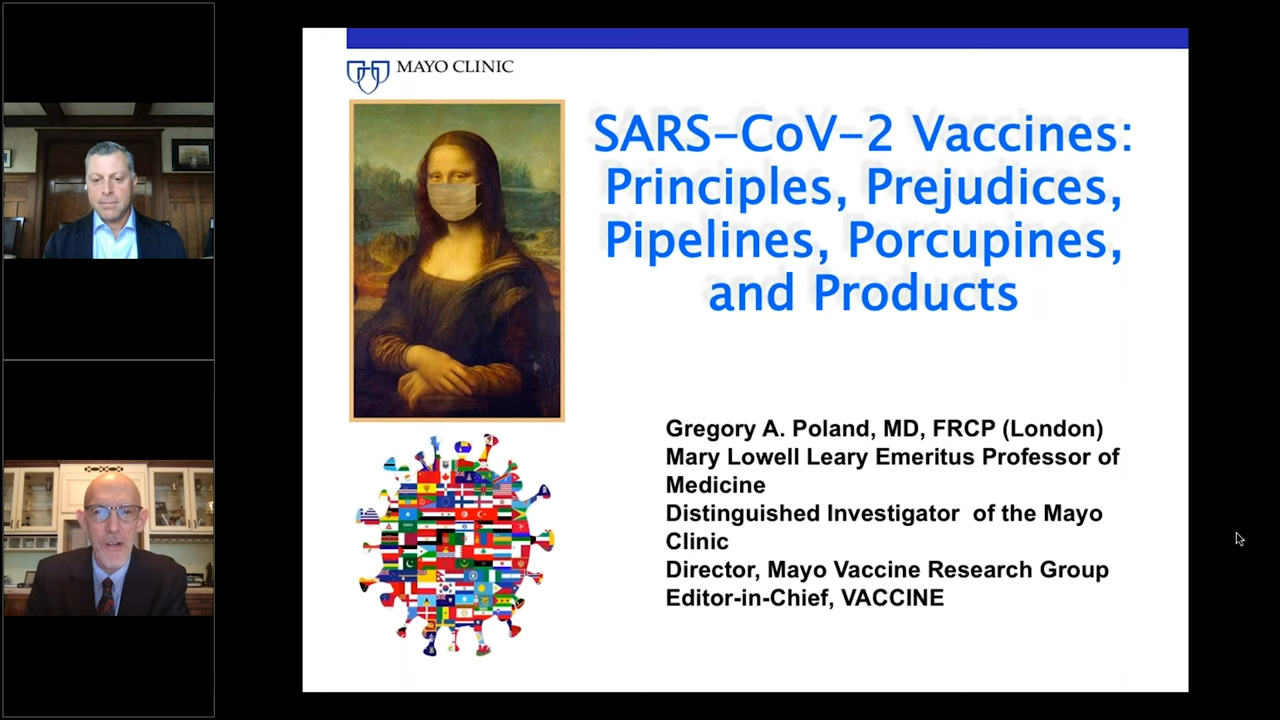 MAYO CLINIC
SARS-CoV-2 Vaccines:
Principles, Prejudices,
Pipelines, Porcupines,
and Products
Gregory A. Poland, MD, FRCP (London)
Mary Lowell Leary Emeritus Professor of
Medicine
Distinguished Investigator  of the Mayo
Clinic
Director, Mayo Vaccine Research Group
Editor-in-Chief, VACCINE